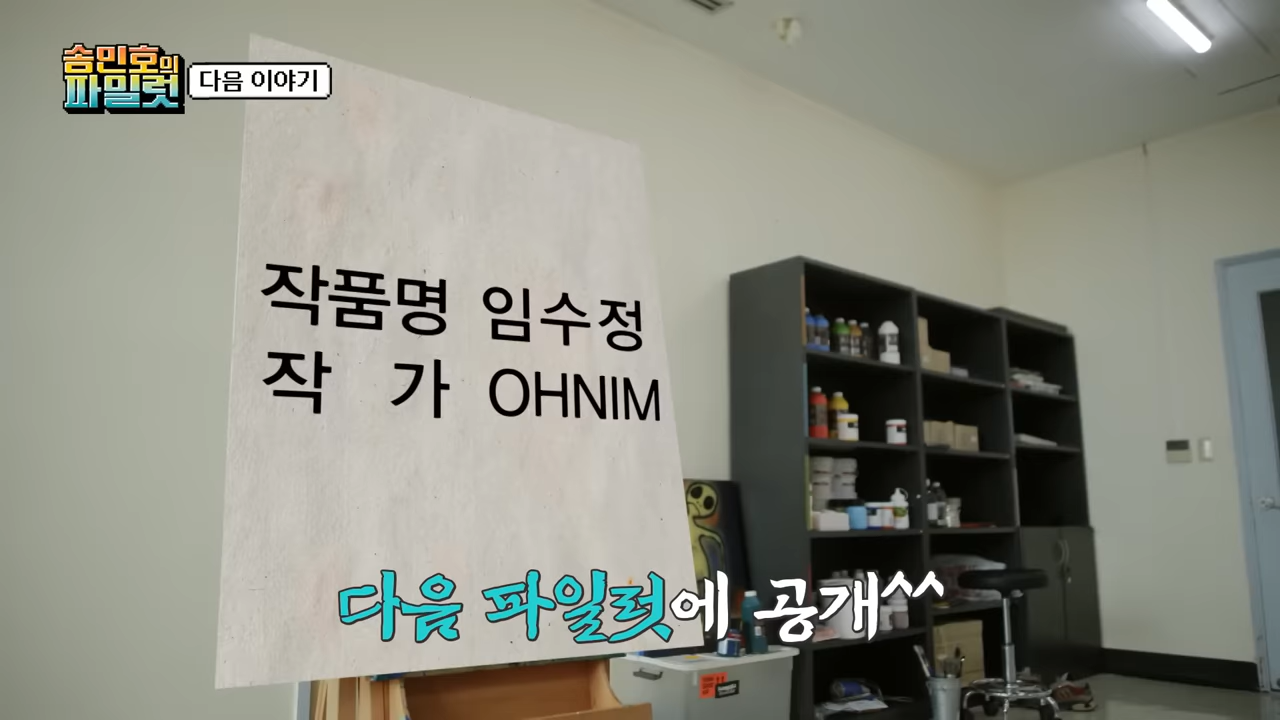 송민호의
파일럿
다음 이야기
작품명 임수정
작 가 OHNIM
다음 파일럿에 공개^^